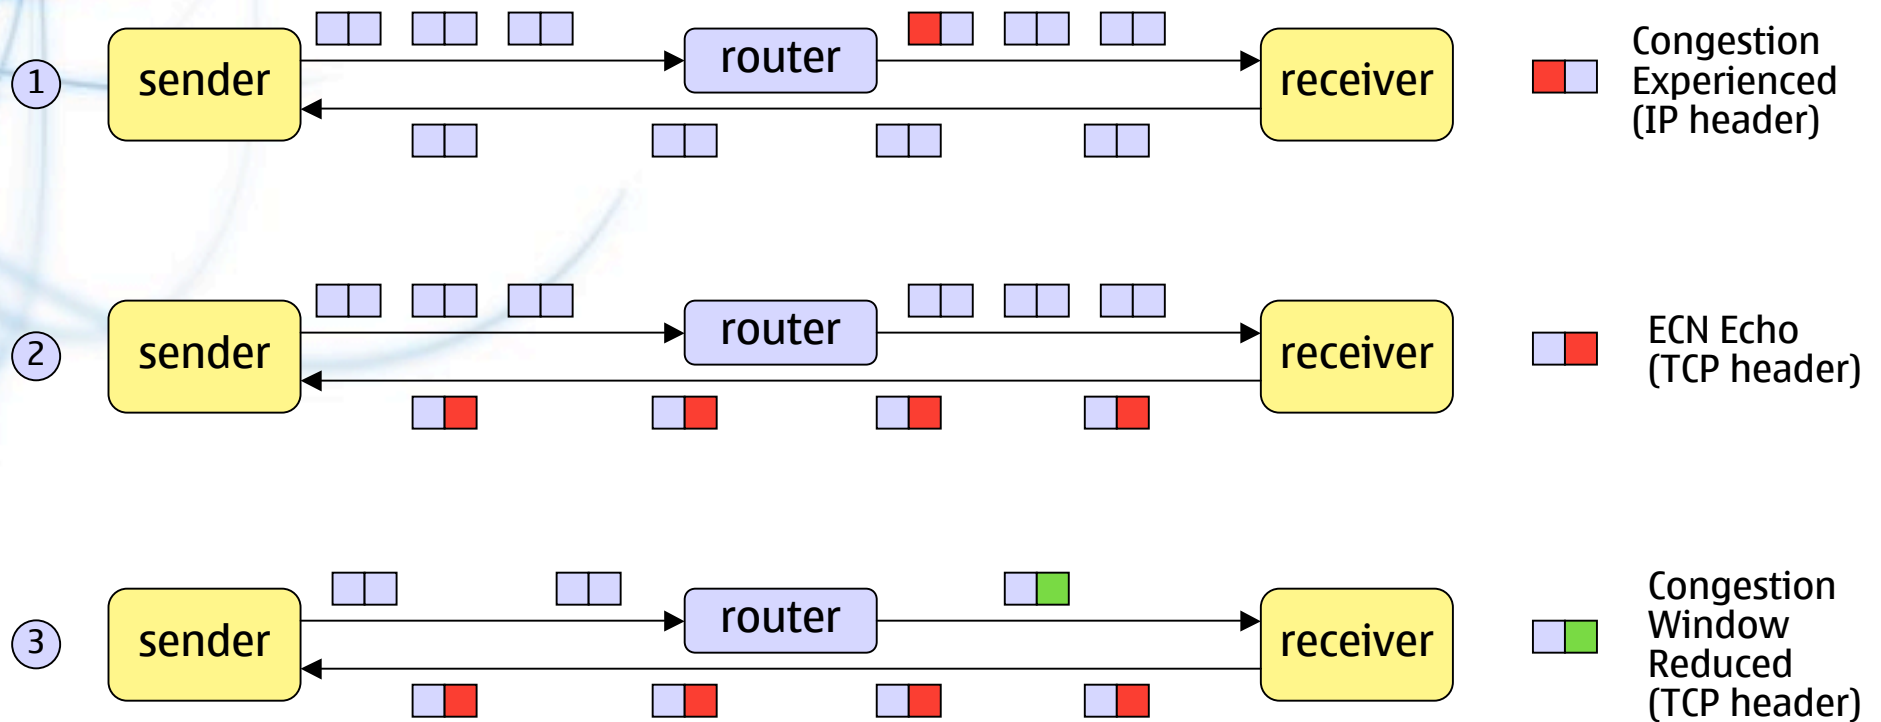 1
sender
router
receiver
Congestion
Experienced
(IP header)
2
sender
router
receiver
ECN Echo
(TCP header)
3
sender
router
receiver
Congestion
Window
Reduced
(TCP header)